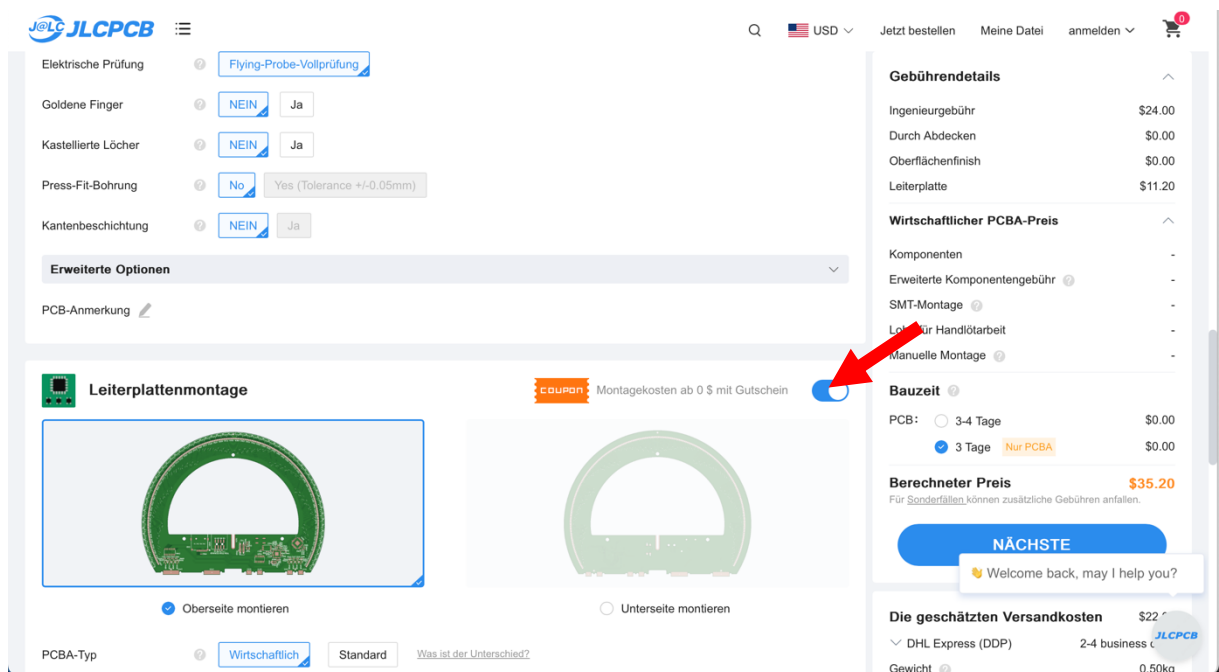 J@LC JLCPCB
USD
Jetzt bestellen
Meine Datei
anmelden
0
Elektrische Prüfung
Flying-Probe-Vollprüfung
Goldene Finger
NEIN
Ja
Kastellierte Löcher
NEIN
Ja
Press-Fit-Bohrung
No
Yes (Tolerance +/-0.05mm)
Kantenbeschichtung
NEIN
Ja
Erweiterte Optionen
PCB-Anmerkung
Leiterplattenmontage
COUPON
Montagekosten ab 0 $ mit Gutschein
Oberseite montieren
Unterseite montieren
PCBA-Typ
Wirtschaftlich
Standard
Was ist der Unterschied?
Gebührendetails
Ingenieurgebühr $24.00
Durch Abdecken $0.00
Oberflächenfinish $0.00
Leiterplatte $11.20
Wirtschaftlicher PCBA-Preis
Komponenten -
Erweiterte Komponentengebühr -
SMT-Montage -
für Handlötarbeit -
Manuelle Montage -
Bauzeit
PCB: 3-4 Tage $0.00
3 Tage Nur PCBA $0.00
Berechneter Preis $35.20
Für Sonderfällen können zusätzliche Gebühren anfallen.
NÄCHSTE
👋 Welcome back, may I help you?
Die geschätzten Versandkosten $22
JLCPCB
DHL Express (DDP) 2-4 business
Gewicht 0.50kg